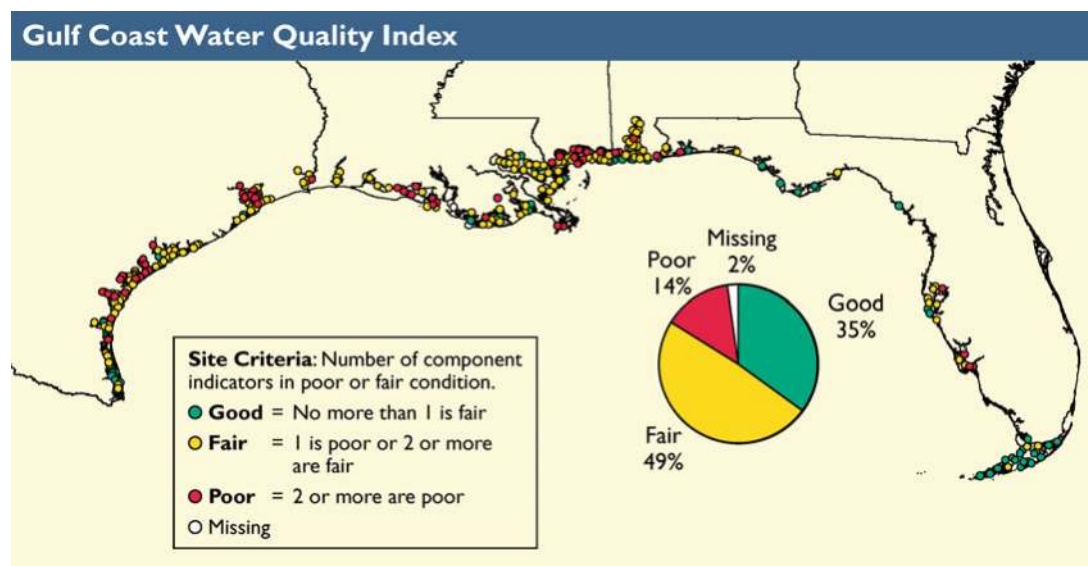 Gulf Coast Water Quality Index
Missing
2%
Poor
14%
Good
35%
Fair
49%
Site Criteria: Number of component
indicators in poor or fair condition.
Good = No more than 1 is fair
Fair = 1 is poor or 2 or more
are fair
Poor = 2 or more are poor
Missing